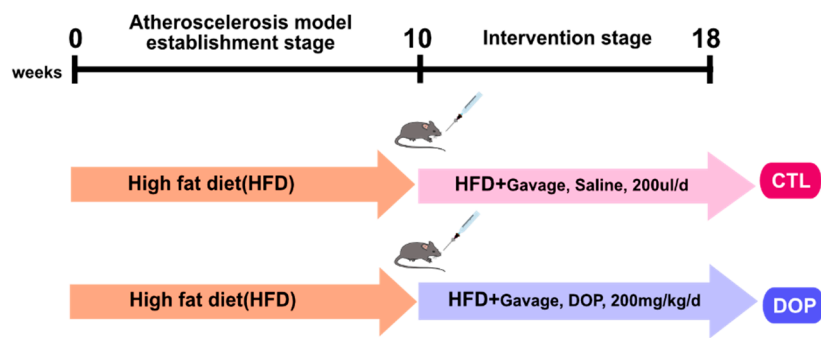 Atheroscelerosis model
establishment stage
Intervention stage
0
10
18
weeks
High fat diet(HFD)
HFD+Gavage, Saline, 200ul/d
CTL
High fat diet(HFD)
HFD+Gavage, DOP, 200mg/kg/d
DOP